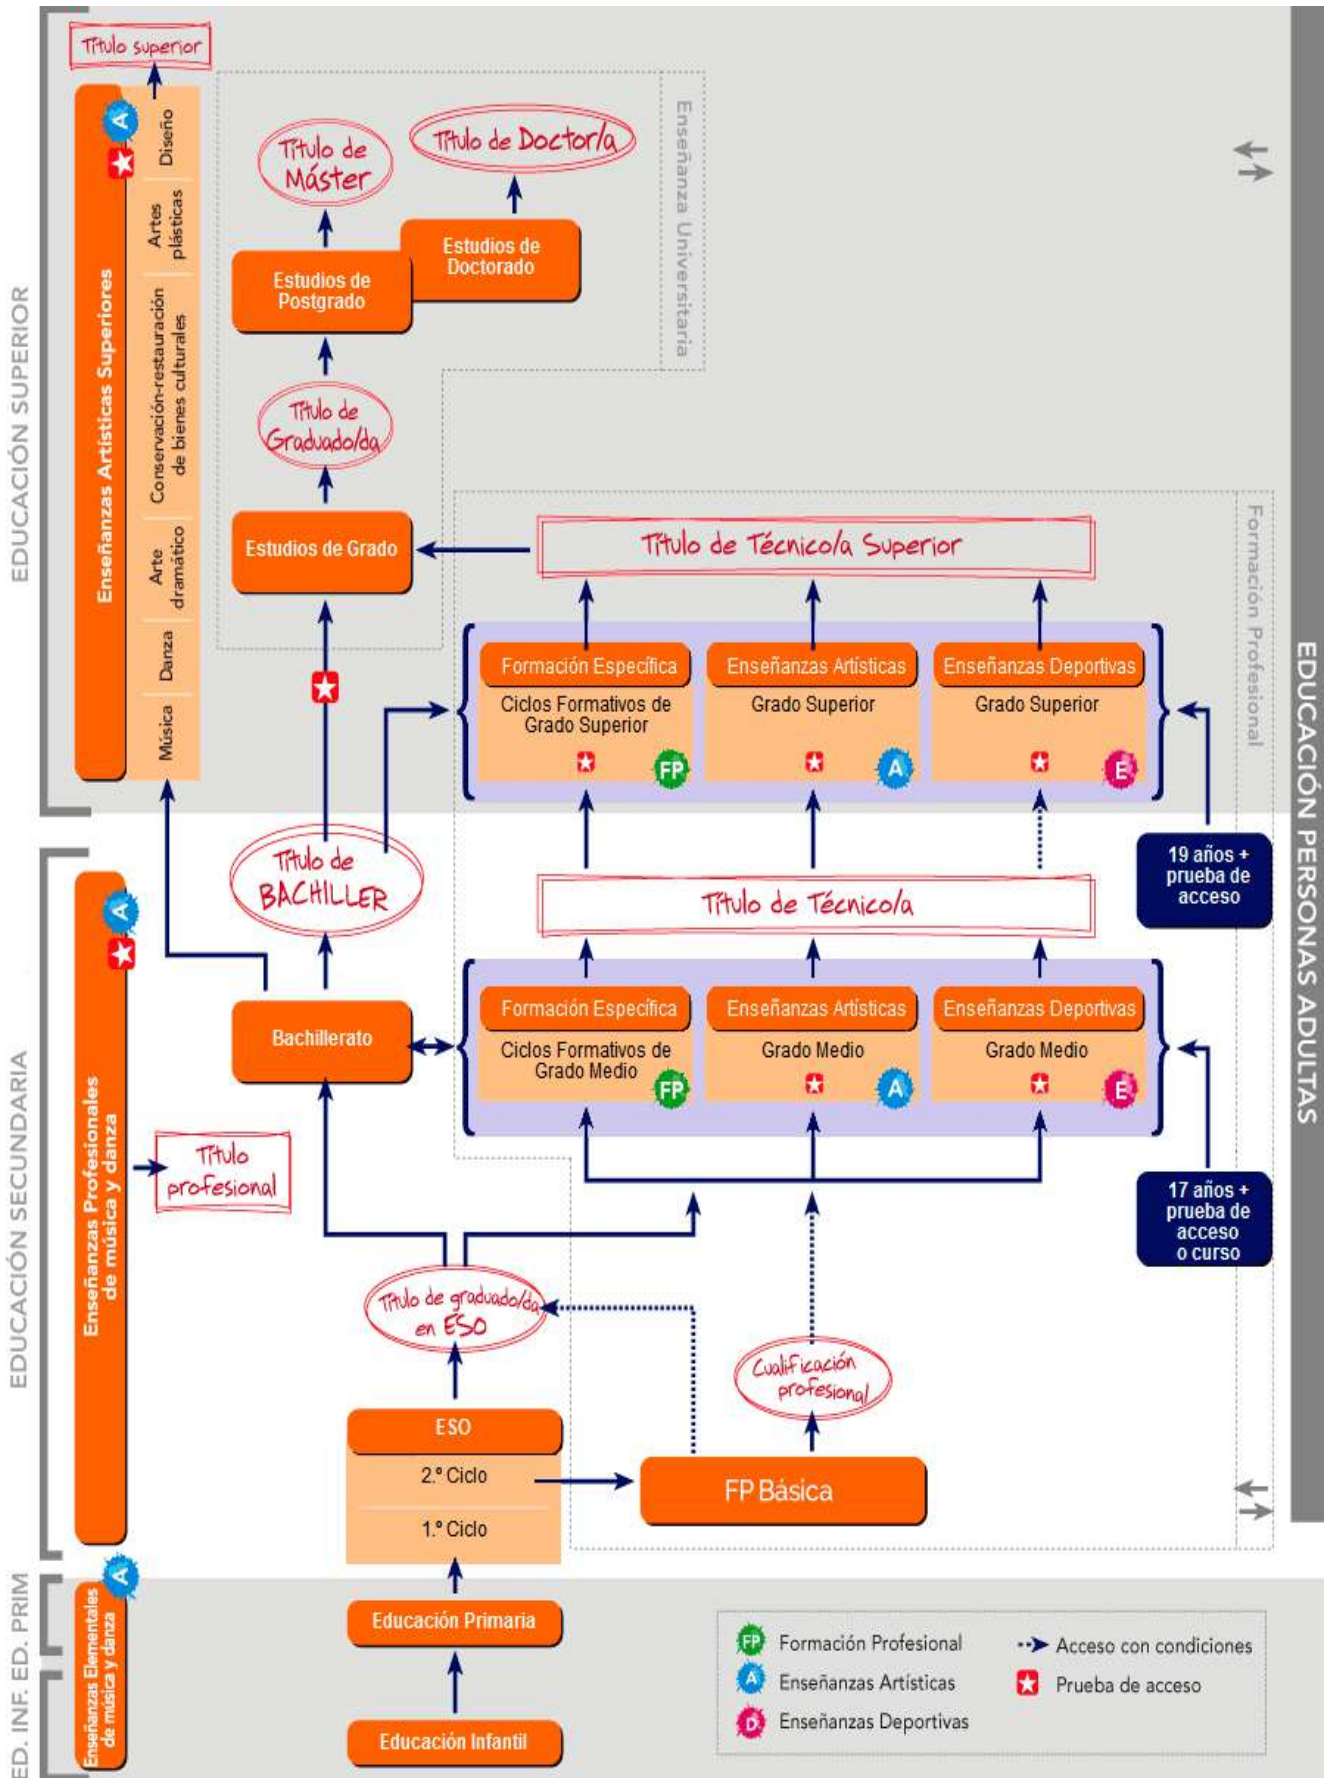 EDUCACIÓN SUPERIOR
EDUCACIÓN SECUNDARIA
ED. PRIM
ED. INF.
Título superior
Enseñanzas Artísticas Superiores
A
Diseño
Artes
plásticas
Conservación-restauración
de bienes culturales
Arte
dramático
Danza
Música
Enseñanza Universitaria
Título de
Máster
Título de Doctor/a
Estudios de
Postgrado
Estudios de
Doctorado
Título de
Graduado/da
Estudios de Grado
Formación Profesional
Título de Técnico/a Superior
Formación Específica
Ciclos Formativos de
Grado Superior
FP
Enseñanzas Artísticas
Grado Superior
A
Enseñanzas Deportivas
Grado Superior
E
19 años +
prueba de
acceso
Título de
BACHILLER
Título de Técnico/a
Bachillerato
Formación Específica
Ciclos Formativos de
Grado Medio
FP
Enseñanzas Artísticas
Grado Medio
A
Enseñanzas Deportivas
Grado Medio
E
17 años +
prueba de
acceso
o curso
EDUCACIÓN PERSONAS ADULTAS
Enseñanzas Profesionales
de música y danza
A
Título
profesional
Título de graduado/da
en ESO
Cualificación
profesional
ESO
2.º Ciclo
1.º Ciclo
FP Básica
Enseñanzas Elementales
de música y danza
A
Educación Primaria
Educación Infantil
FP Formación Profesional
A Enseñanzas Artísticas
D Enseñanzas Deportivas
Acceso con condiciones
Prueba de acceso